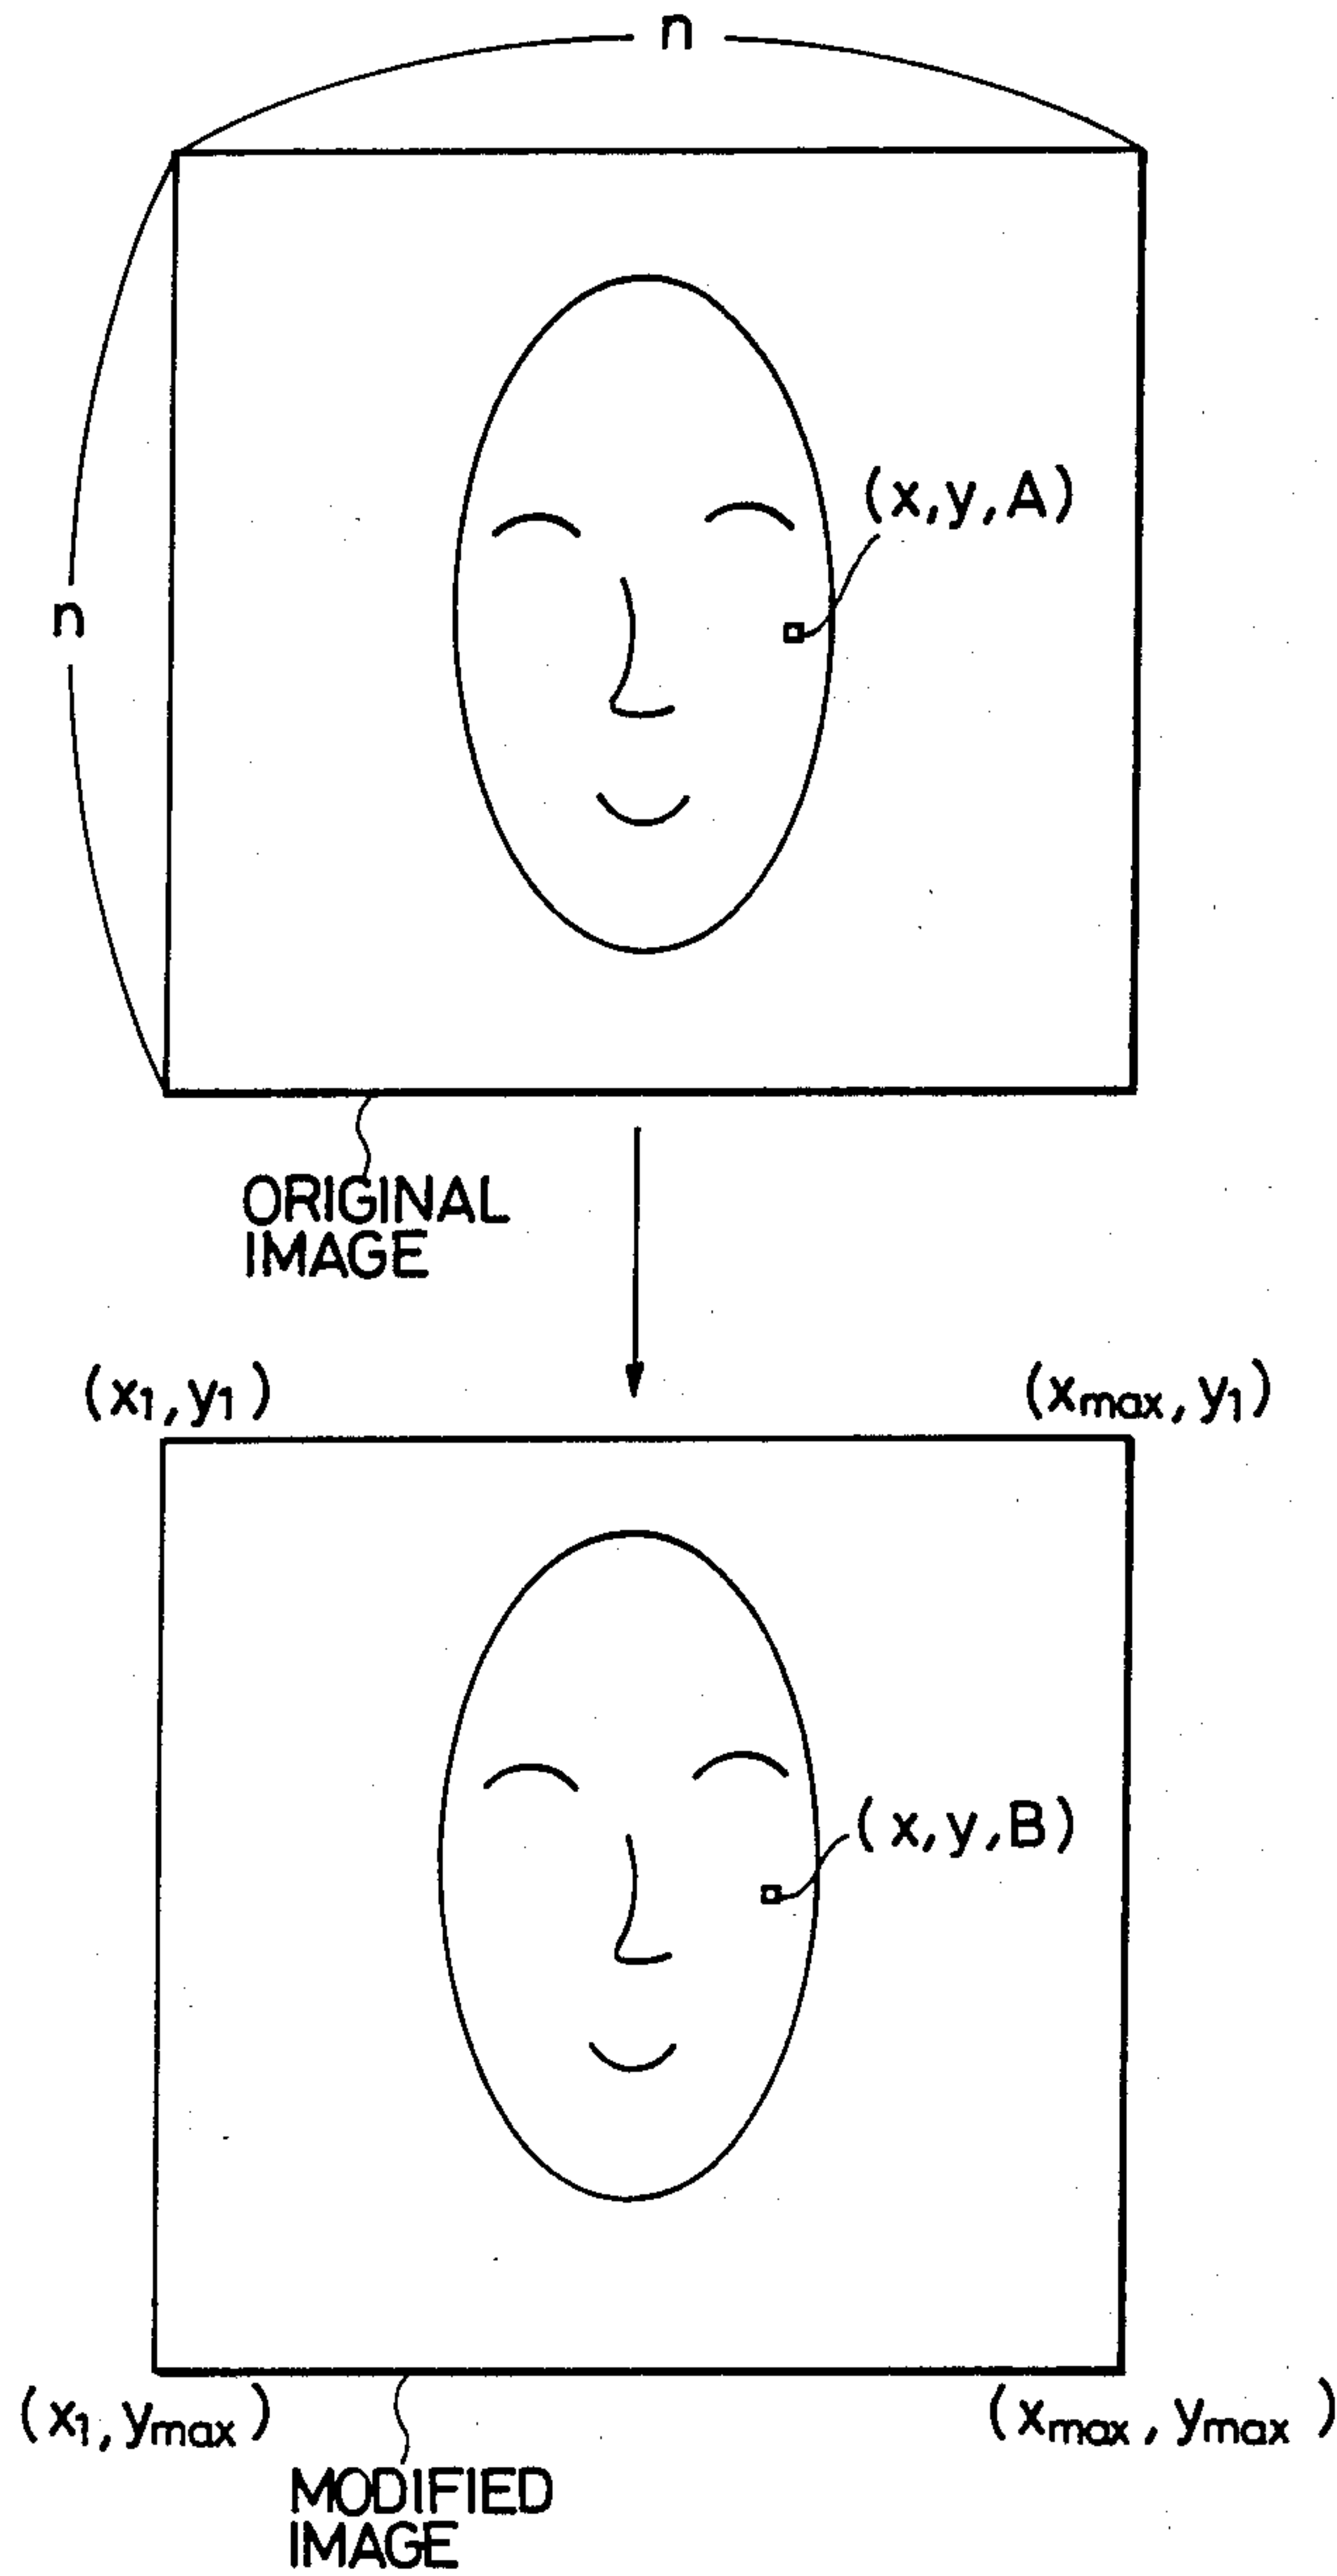 n
(x,y,A)
n
ORIGINAL
IMAGE
(x1,y1)
(xmax,y1)
(x,y,B)
(x1,ymax)
(xmax,ymax)
MODIFIED
IMAGE